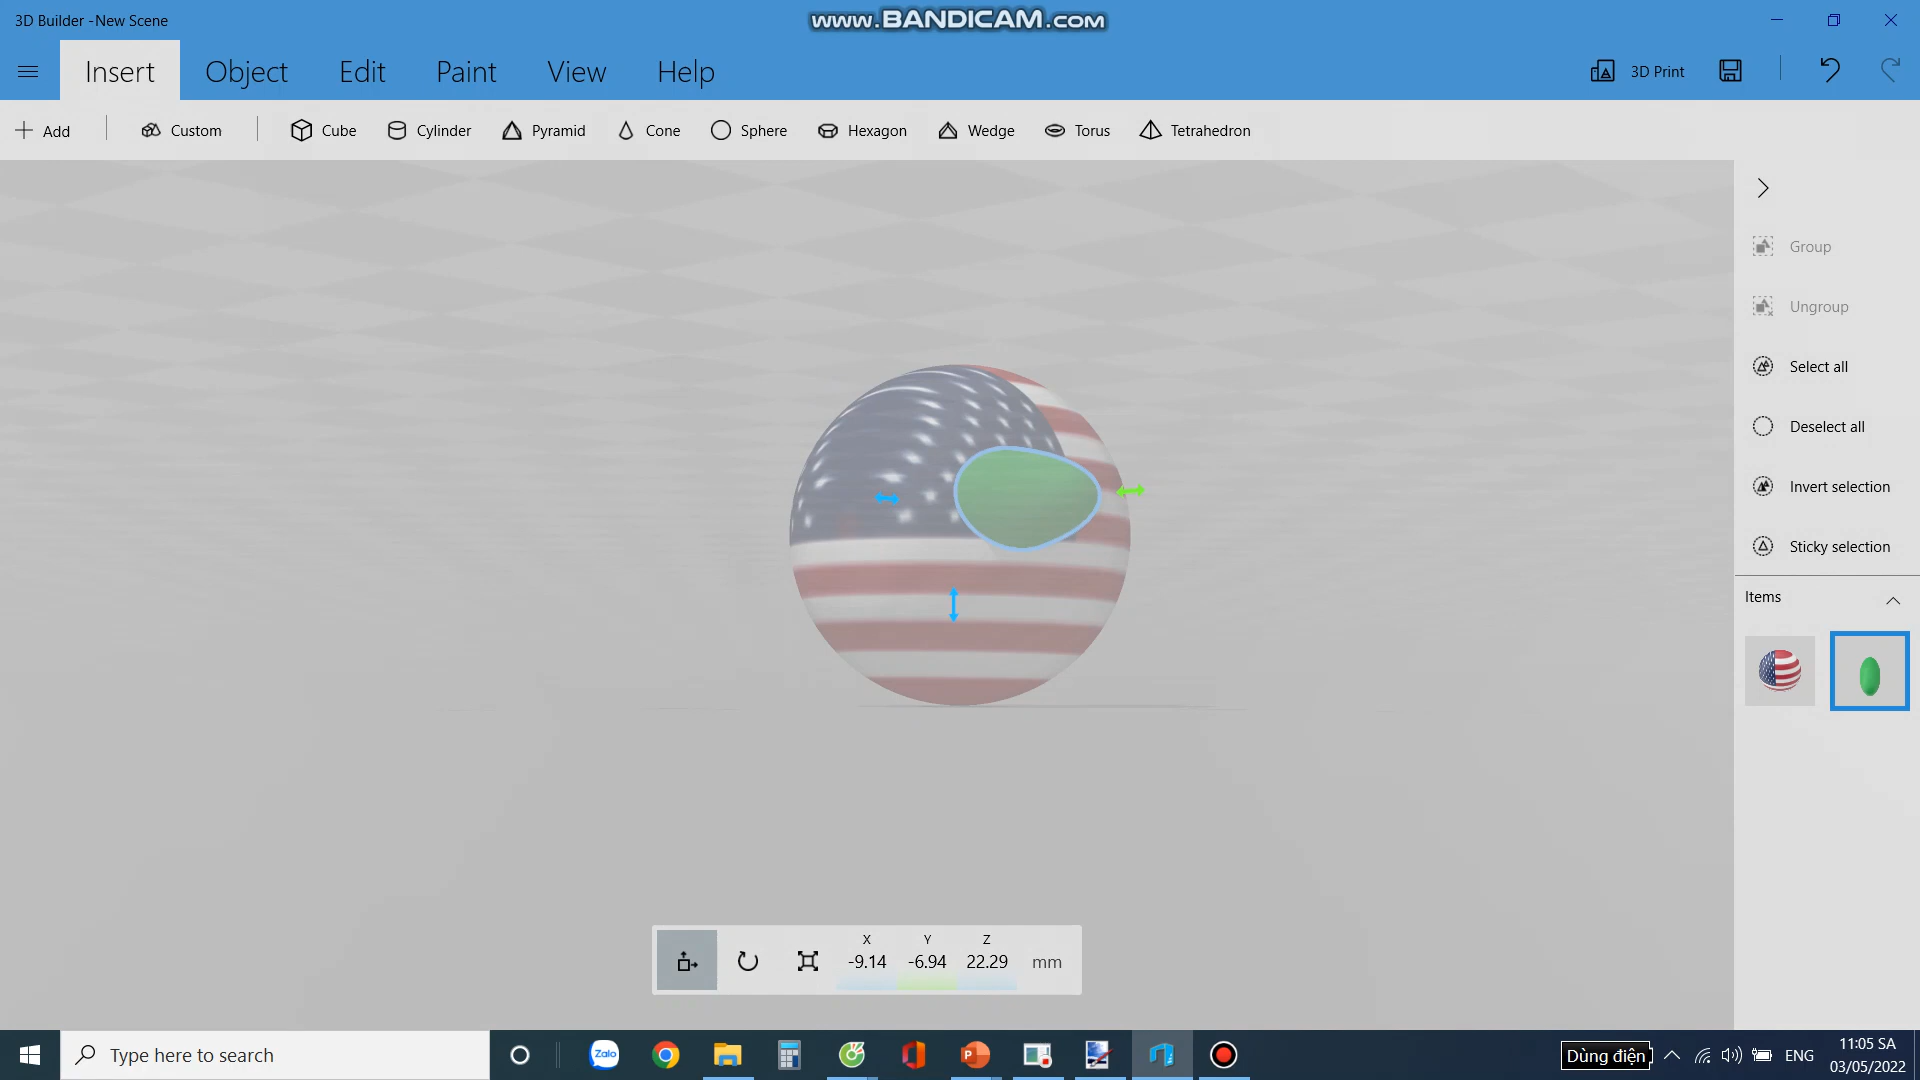 3D Builder -New Scene
www.BANDICAM.com
Insert Object Edit Paint View Help
3D Print
Add Custom Cube Cylinder Pyramid Cone Sphere Hexagon Wedge Torus Tetrahedron
Group
Ungroup
Select all
Deselect all
Invert selection
Sticky selection
Items
X Y Z
-9.14 -6.94 22.29 mm
Type here to search
Zalo
Dùng điện
ENG
11:05 SA
03/05/2022